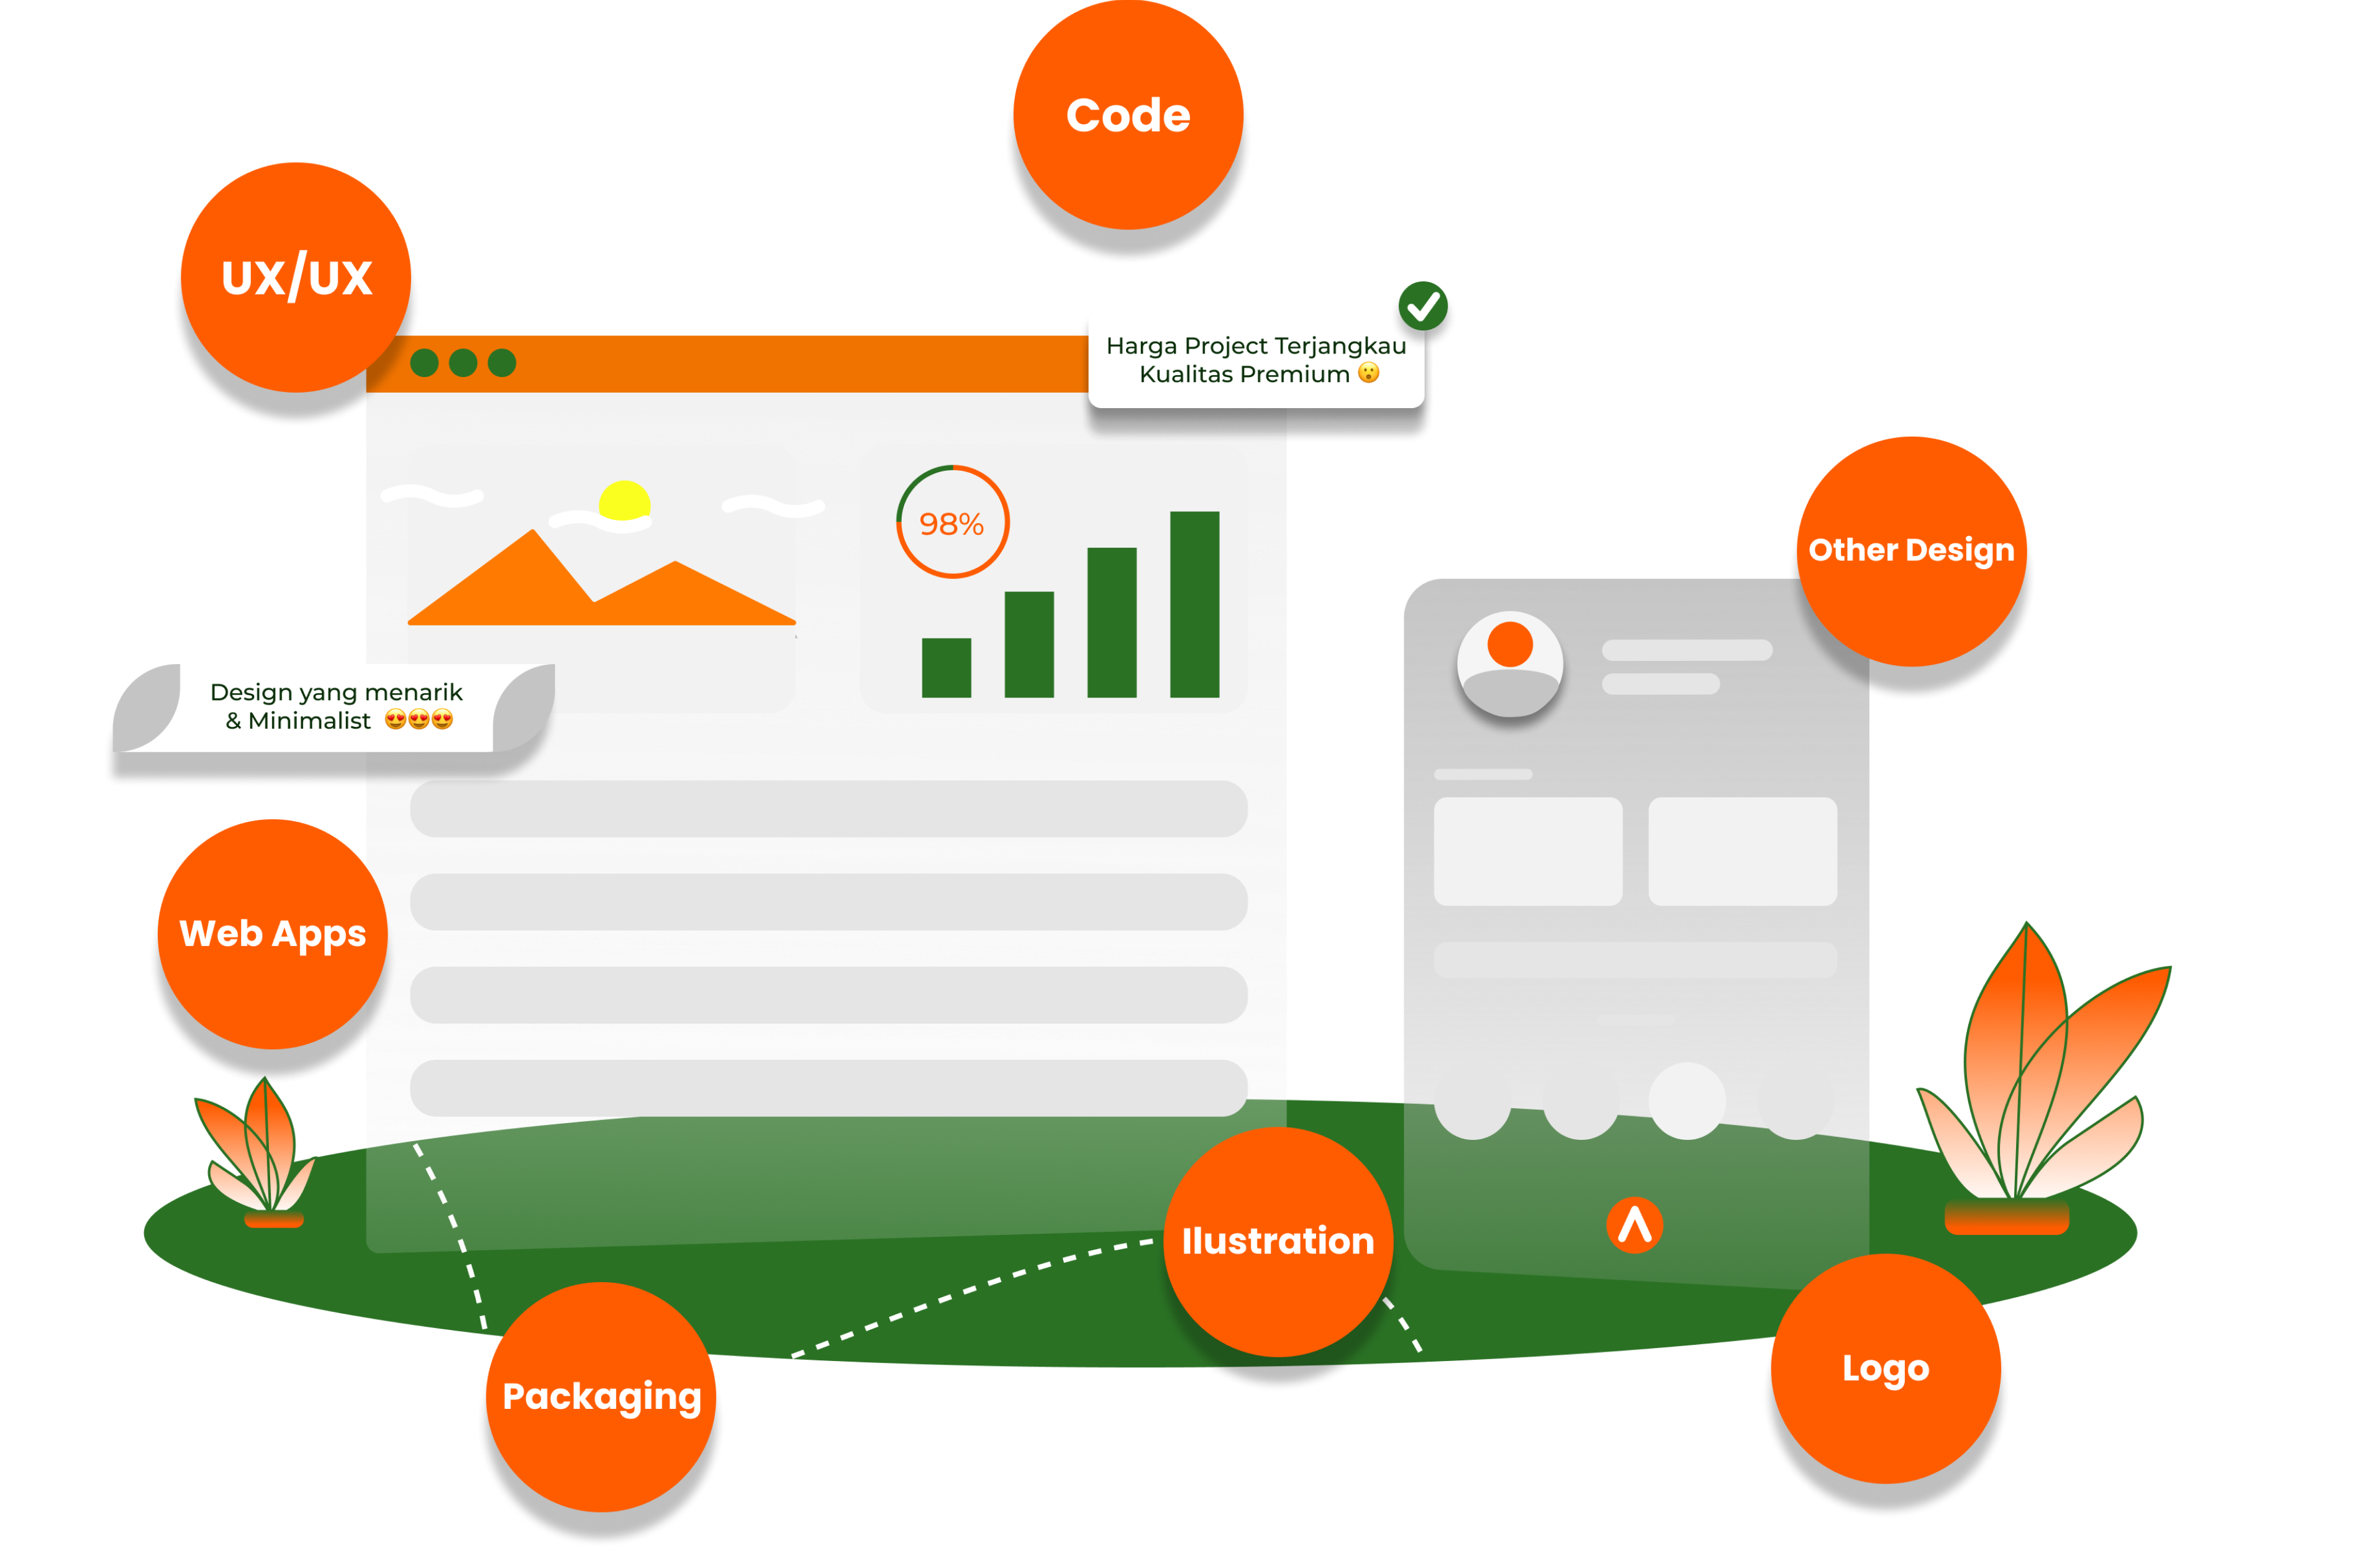 Code
UX/UX
Harga Project Terjangkau
Kualitas Premium 😮
98%
Other Design
Design yang menarik
& Minimalist 😍😍😍
Web Apps
Ilustration
Logo
Packaging